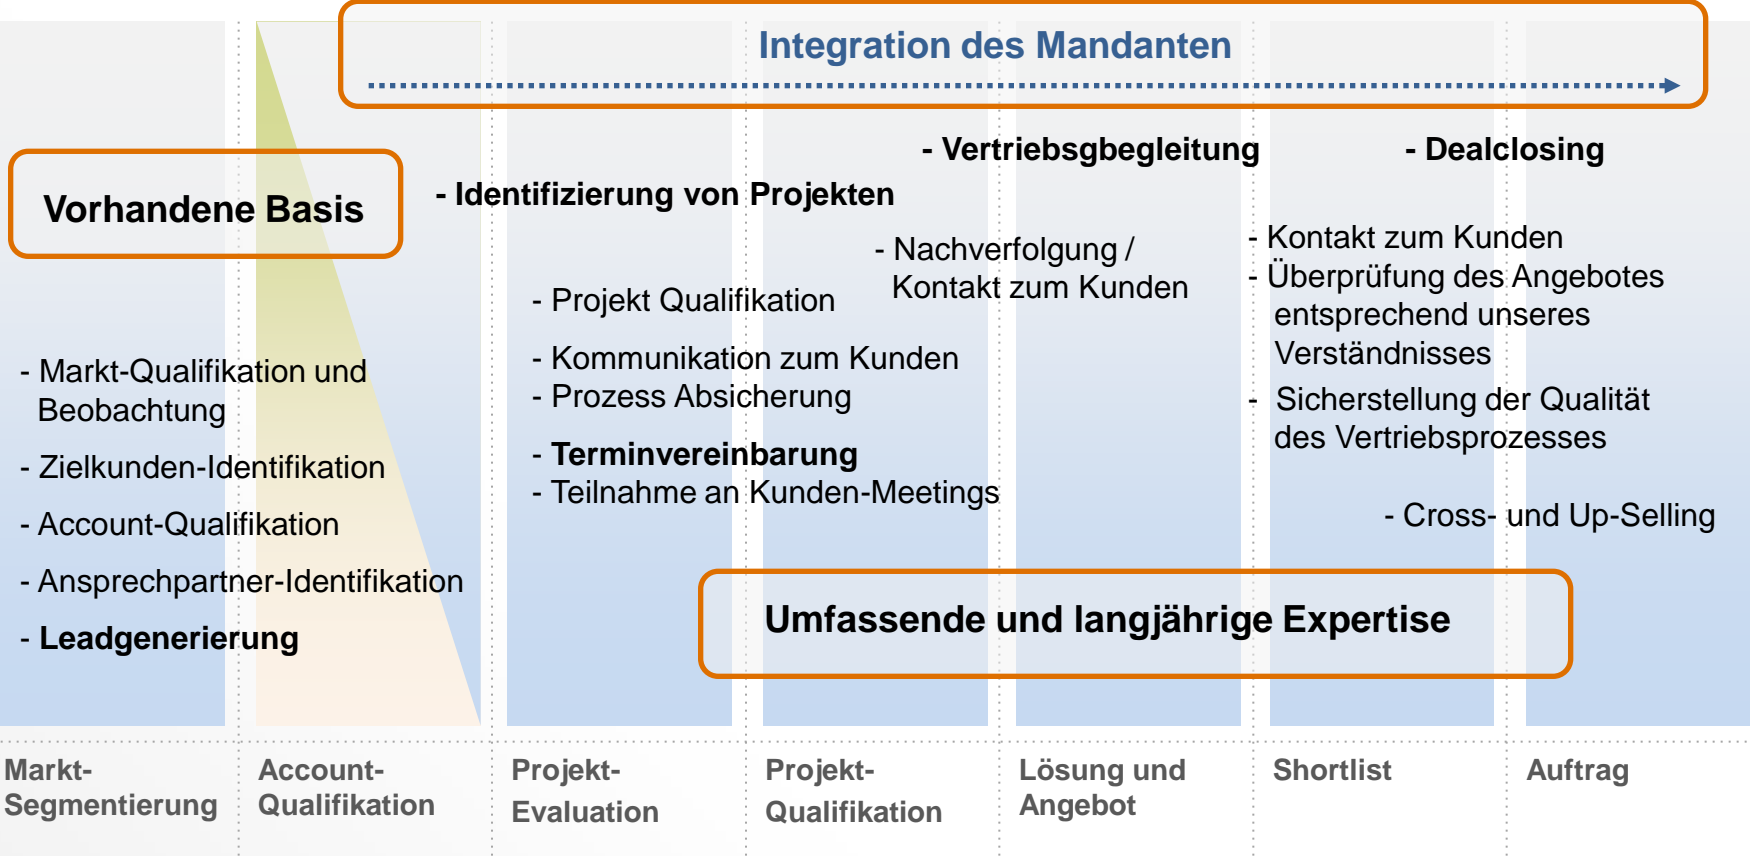 Integration des Mandanten
- Vertriebsgbegleitung
- Dealclosing
Vorhandene Basis
- Identifizierung von Projekten
- Markt-Qualifikation und
Beobachtung
- Zielkunden-Identifikation
- Account-Qualifikation
- Ansprechpartner-Identifikation
- Leadgenerierung
- Projekt Qualifikation
- Kommunikation zum Kunden
- Prozess Absicherung
- Terminvereinbarung
- Teilnahme an Kunden-Meetings
- Nachverfolgung /
Kontakt zum Kunden
- Kontakt zum Kunden
- Überprüfung des Angebotes
entsprechend unseres
Verständnisses
- Sicherstellung der Qualität
des Vertriebsprozesses
- Cross- und Up-Selling
Umfassende und langjährige Expertise
Markt-
Segmentierung
Account-
Qualifikation
Projekt-
Evaluation
Projekt-
Qualifikation
Lösung und
Angebot
Shortlist
Auftrag